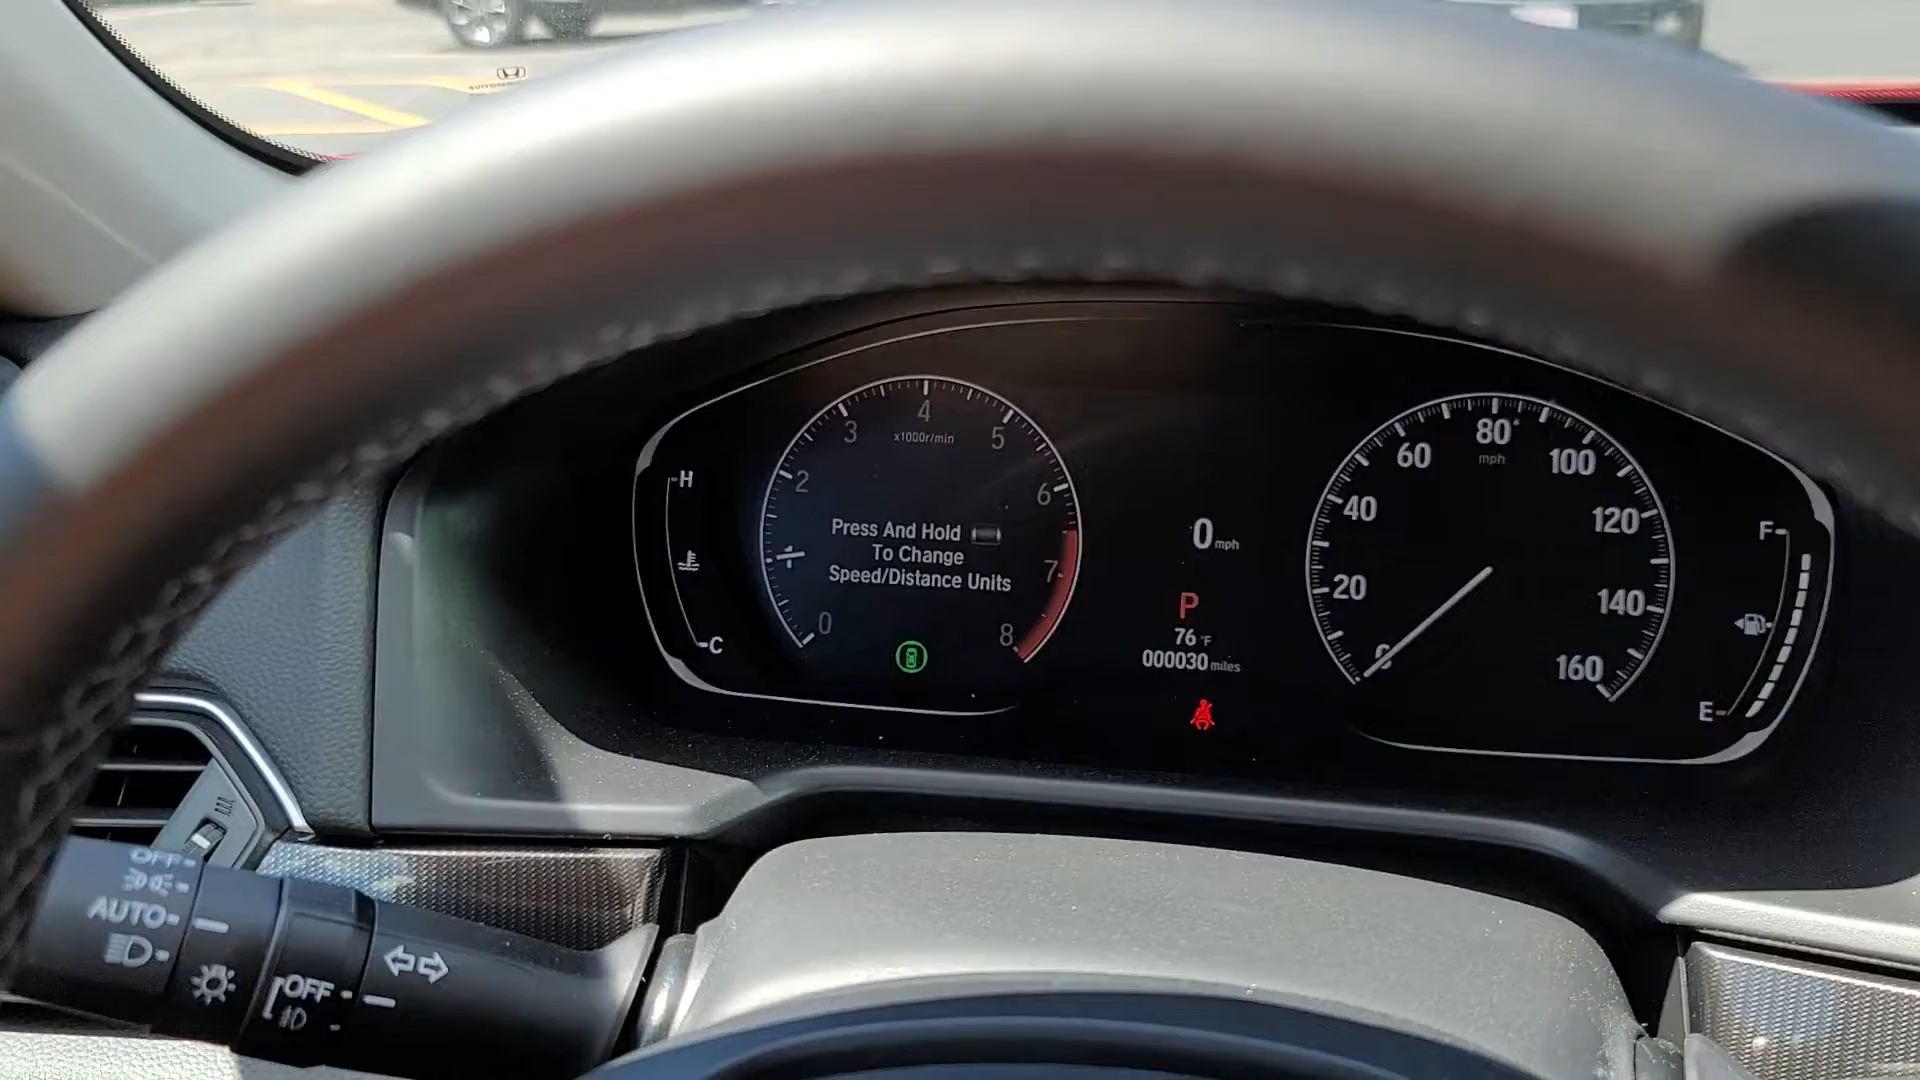 H
C
0
2
3
4
5
6
7
8
x1000r/min
Press And Hold
To Change
Speed/Distance Units
0 mph
P
76 °F
000030 miles
20
40
60
80
100
120
140
160
mph
F
E
OFF
AUTO
OFF